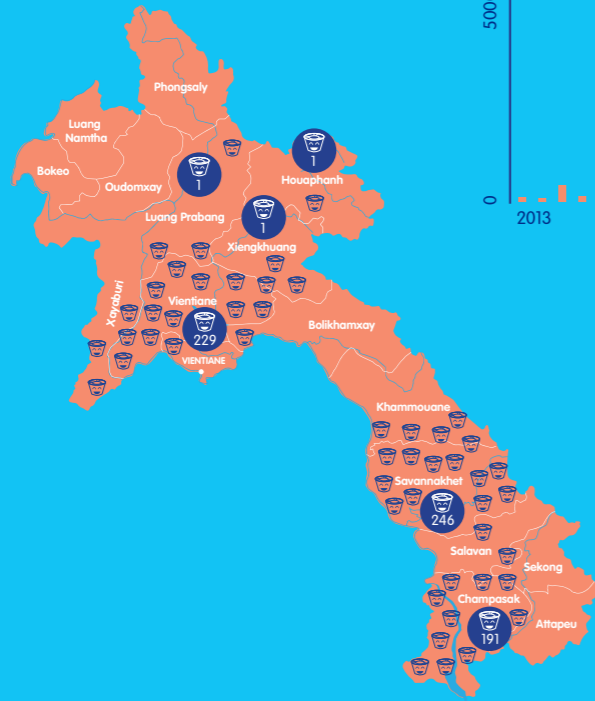 500
0
2013
Phongsaly
Luang
Namtha
Bokeo
Oudomxay
1
1
Houaphanh
Luang Prabang
1
Xiengkhuang
Xayaburi
Vientiane
229
VIENTIANE
Bolikhamxay
Khammouane
Savannakhet
246
Salavan
Sekong
Champasak
191
Attapeu